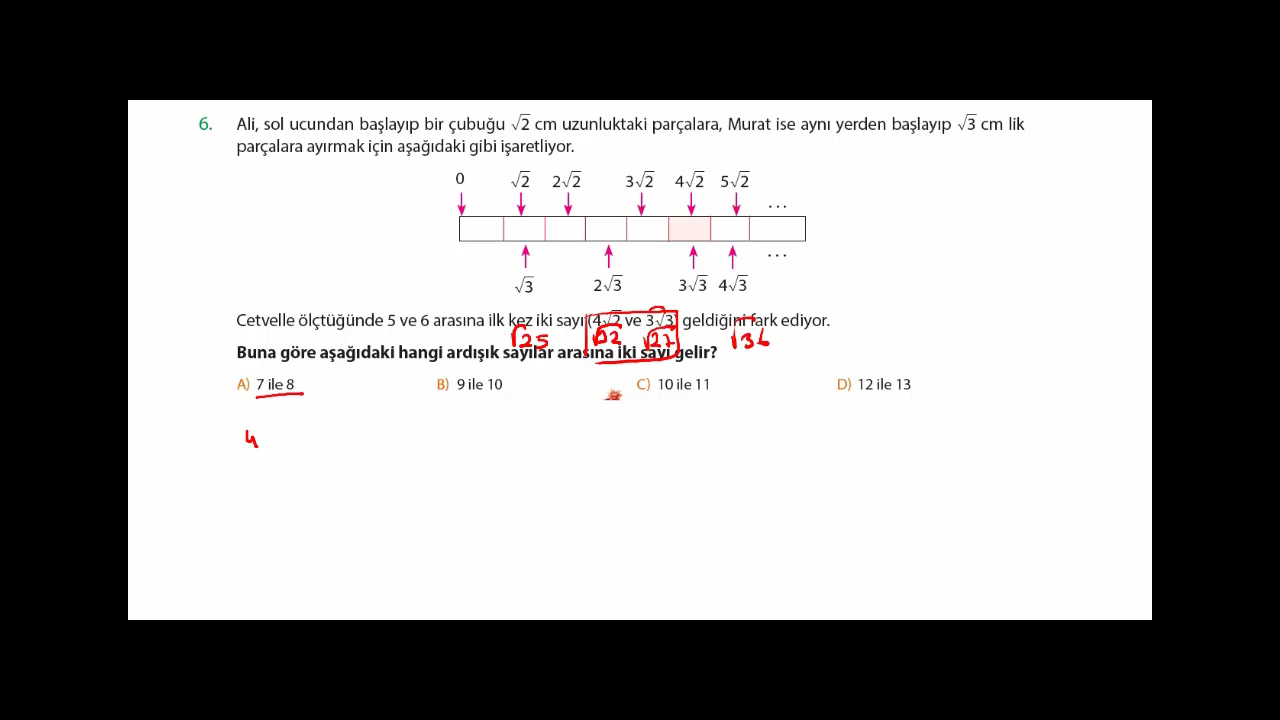 6. Ali, sol ucundan başlayıp bir çubuğu √2 cm uzunluktaki parçalara, Murat ise aynı yerden başlayıp √3 cm lik
parçalara ayırmak için aşağıdaki gibi işaretliyor.
0 √2 2√2 3√2 4√2 5√2
...
...
√3 2√3 3√3 4√3
Cetvelle ölçtüğünde 5 ve 6 arasına ilk kez iki sayı (4√2 ve 3√3) geldiğini fark ediyor.
√25 √32 √27 √36
Buna göre aşağıdaki hangi ardışık sayılar arasına iki sayı gelir?
A) 7 ile 8 B) 9 ile 10 C) 10 ile 11 D) 12 ile 13
4